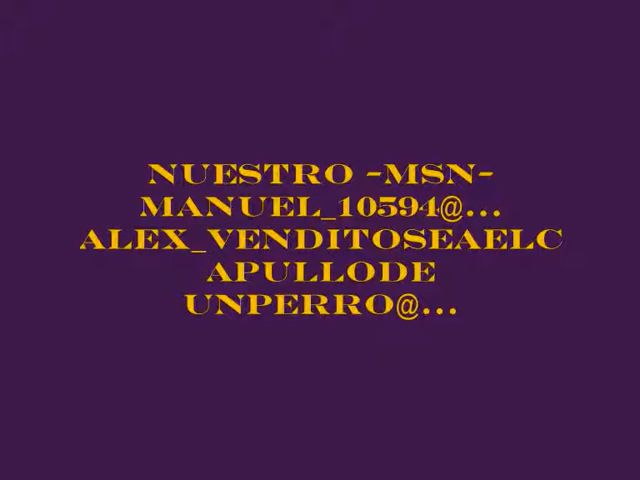 NUESTRO -MSN-
MANUEL_10594@...
ALEX_VENDITOSEAELC
APULLODE
UNPERRO@...